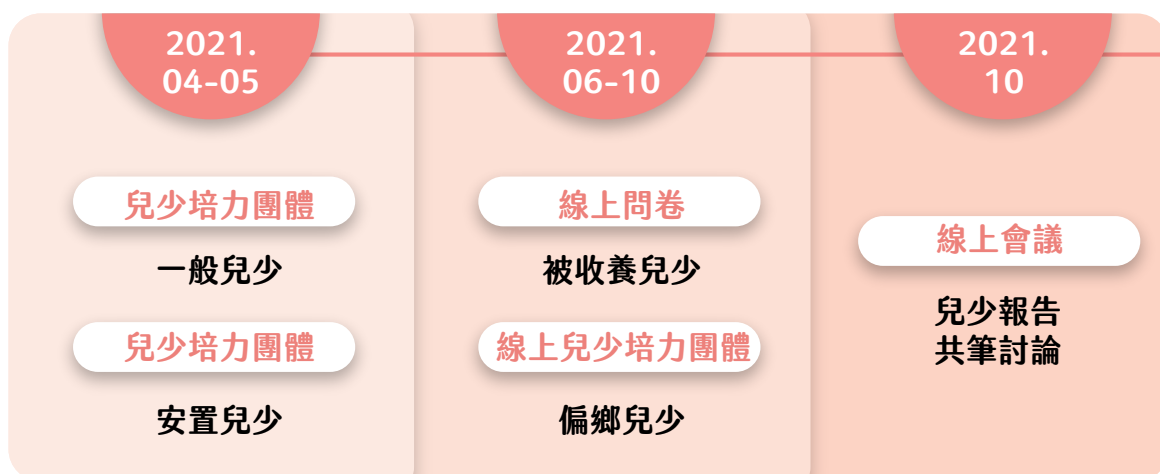 2021.
04-05
兒少培力團體
一般兒少
兒少培力團體
安置兒少
2021.
06-10
線上問卷
被收養兒少
線上兒少培力團體
偏鄉兒少
2021.
10
線上會議
兒少報告
共筆討論